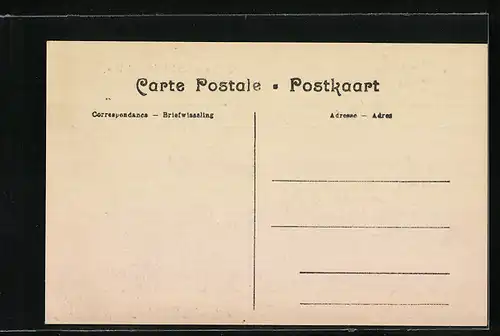 Carte Postale • Postkaart
Correspondance — Briefwisseling
Adresse — Adres